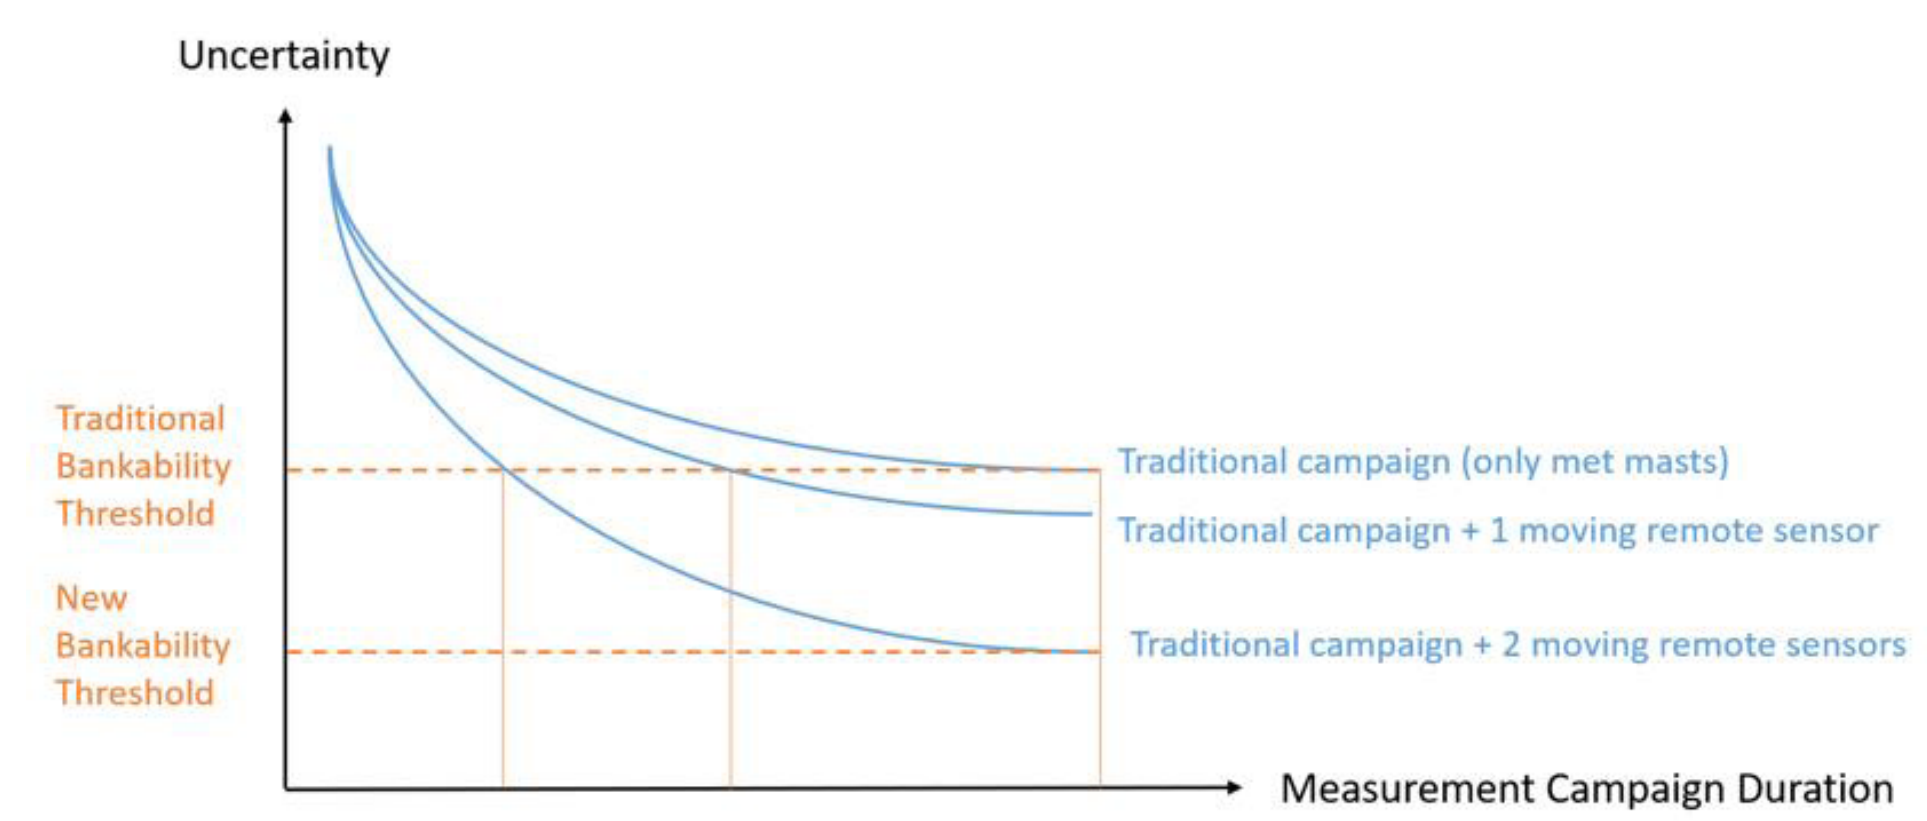 Uncertainty
Traditional
Bankability
Threshold
New
Bankability
Threshold
Traditional campaign (only met masts)
Traditional campaign + 1 moving remote sensor
Traditional campaign + 2 moving remote sensors
Measurement Campaign Duration